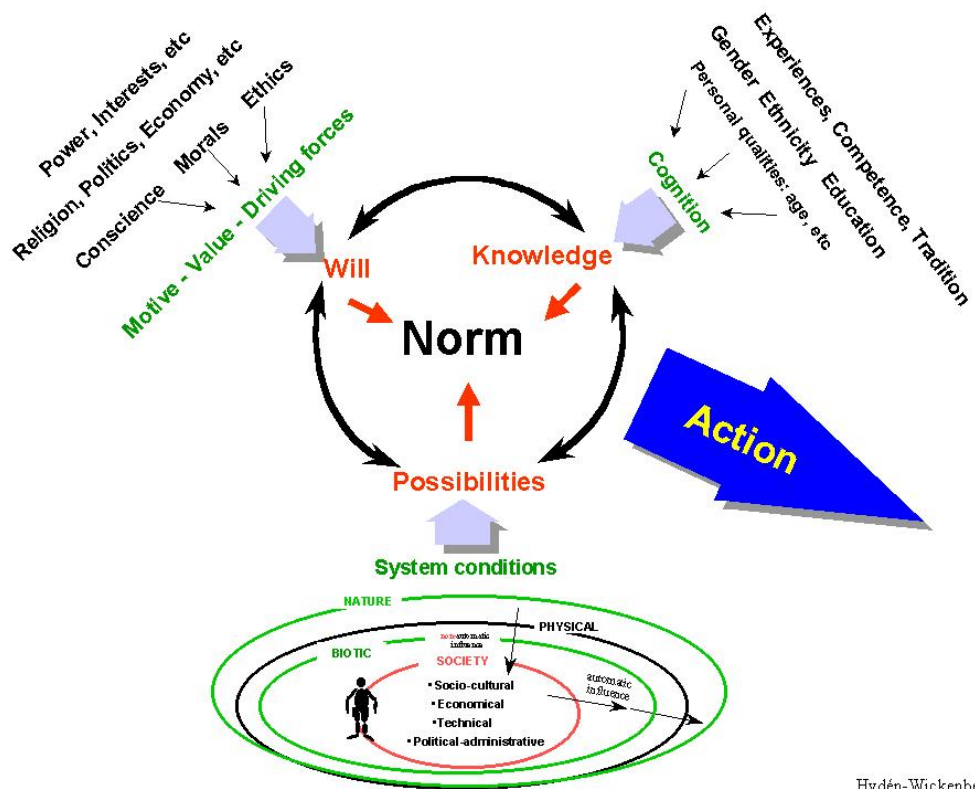 Power, Interests, etc
Religion, Politics, Economy, etc
Conscience Morals Ethics
Motive - Value - Driving forces
Experiences, Competence, Tradition
Gender Ethnicity Education
Personal qualities: age, etc
Cognition
Will
Knowledge
Norm
Action
Possibilities
System conditions
NATURE
PHYSICAL
non-automatic
influence
BIOTIC
SOCIETY
•Socio-cultural
•Economical
•Technical
•Political-administrative
automatic
influence